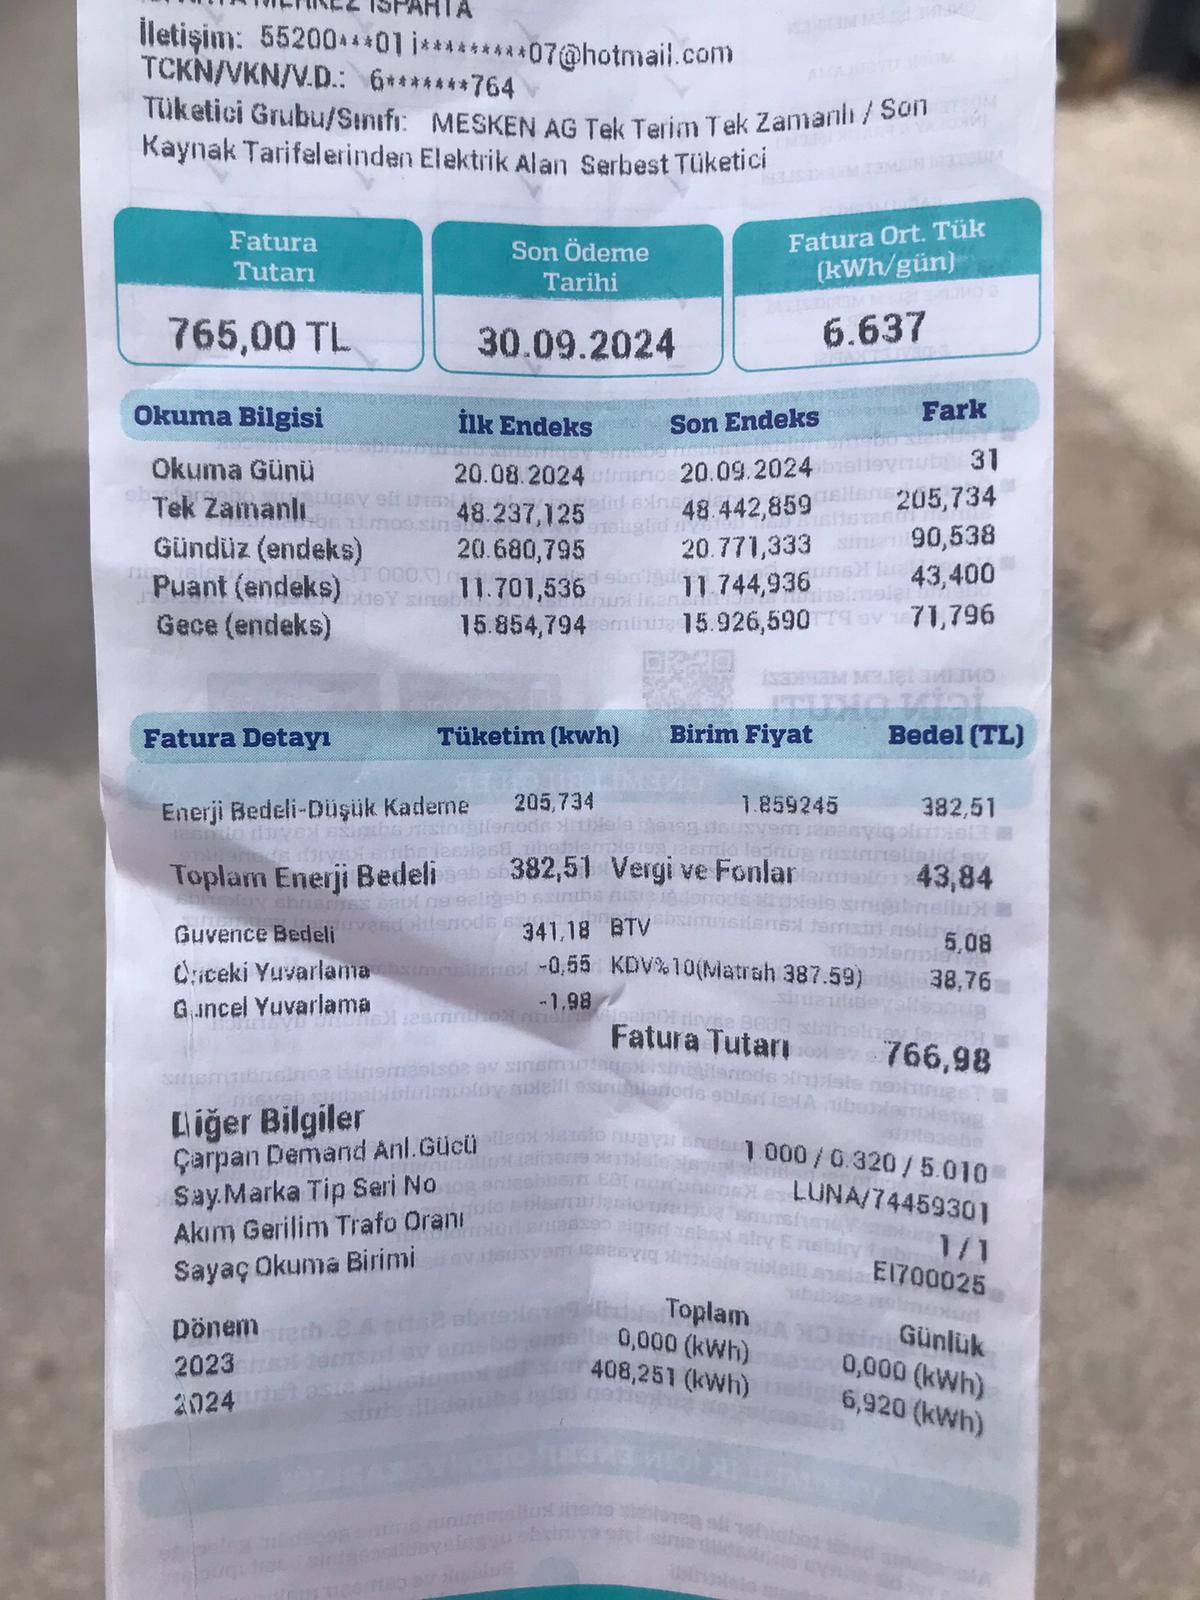 MERKEZ ISPARTA
İletişim: 55200***01 i*********07@hotmail.com
TCKN/VKN/V.D.: 6*******764
Tüketici Grubu/Sınıfı: MESKEN AG Tek Terim Tek Zamanlı / Son
Kaynak Tarifelerinden Elektrik Alan Serbest Tüketici
Fatura Tutarı Son Ödeme Tarihi Fatura Ort. Tük (kWh/gün)
765,00 TL 30.09.2024 6.637
Okuma Bilgisi İlk Endeks Son Endeks Fark
Okuma Günü 20.08.2024 20.09.2024 31
Tek Zamanlı 48.237,125 48.442,859 205,734
Gündüz (endeks) 20.680,795 20.771,333 90,538
Puant (endeks) 11.701,536 11.744,936 43,400
Gece (endeks) 15.854,794 15.926,590 71,796
Fatura Detayı Tüketim (kwh) Birim Fiyat Bedel (TL)
Enerji Bedeli-Düşük Kademe 205,734 1.859245 382,51
Toplam Enerji Bedeli 382,51 Vergi ve Fonlar 43,84
Guvence Bedeli 341,18 BTV 5,08
Önceki Yuvarlama -0,55 KDV%10(Matrah 387.59) 38,76
Güncel Yuvarlama -1,98
Fatura Tutarı 766,98
Diğer Bilgiler
Çarpan Demand Anl.Gücü 1.000 / 0.320 / 5.010
Say.Marka Tip Seri No LUNA/74459301
Akım Gerilim Trafo Oranı 1 / 1
Sayaç Okuma Birimi EI700025
Dönem Toplam Günlük
2023 0,000 (kWh) 0,000 (kWh)
2024 408,251 (kWh) 6,920 (kWh)